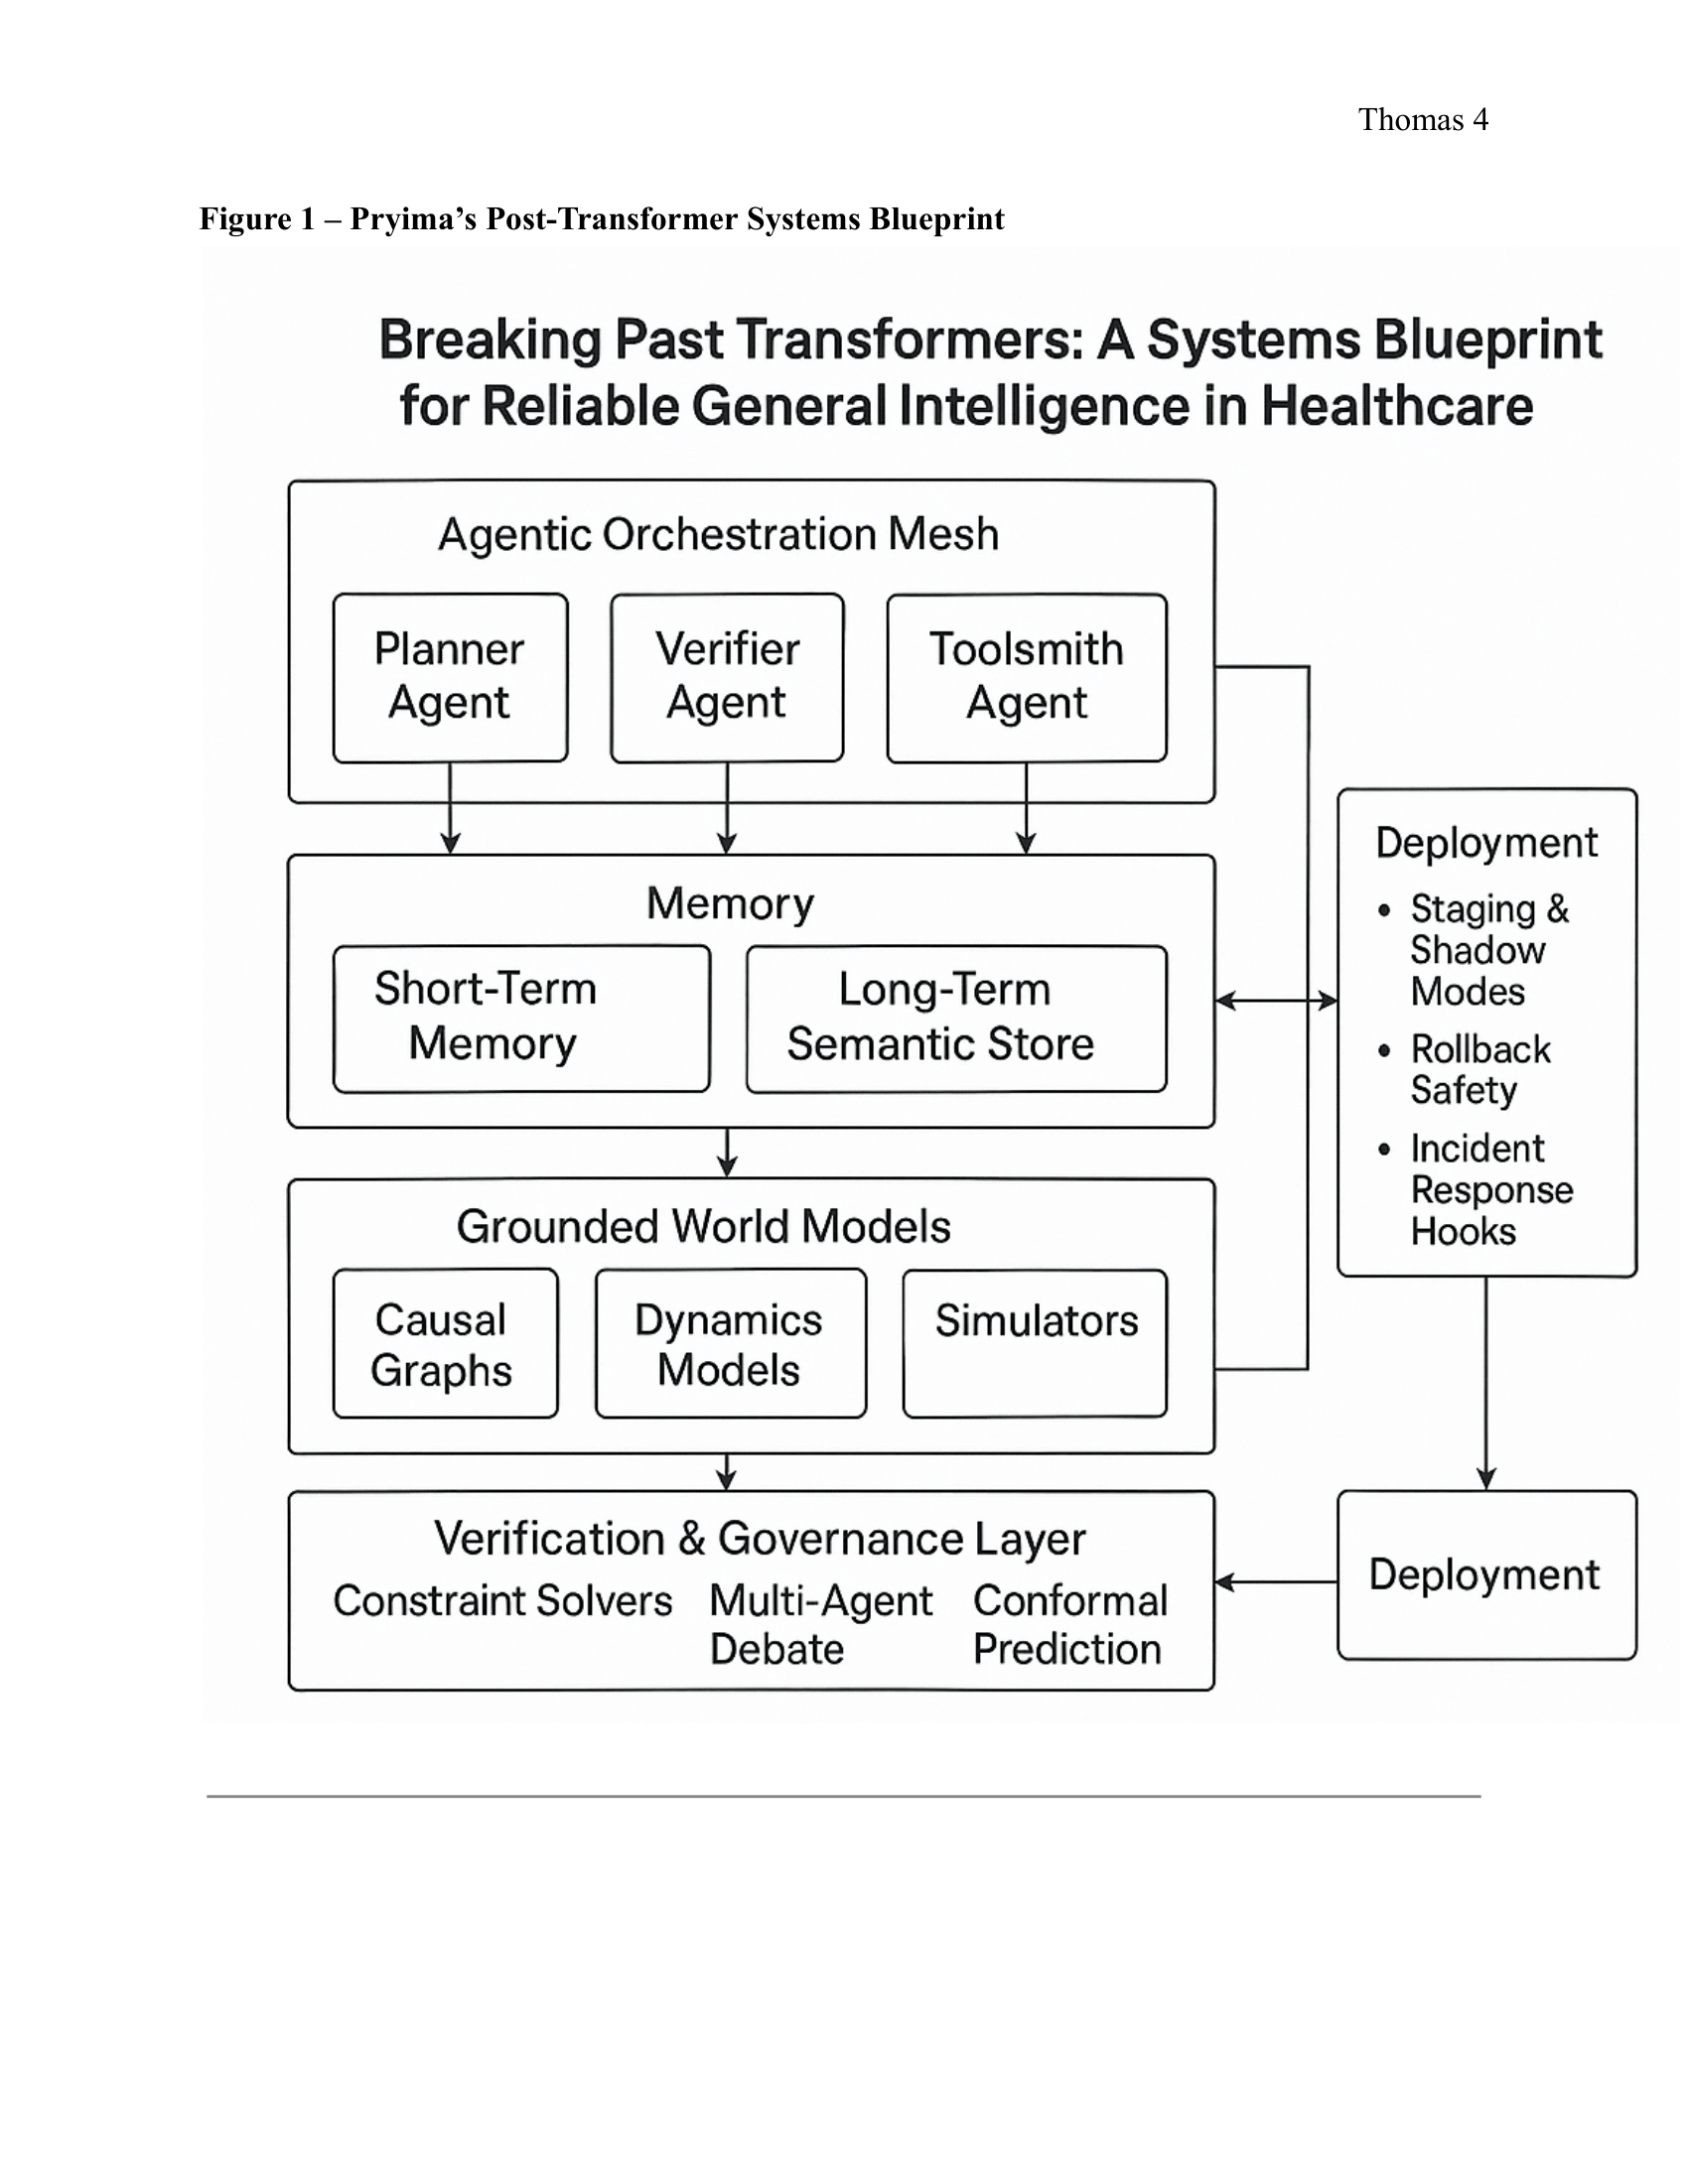 Thomas 4
Figure 1 – Pryima’s Post-Transformer Systems Blueprint
Breaking Past Transformers: A Systems Blueprint
for Reliable General Intelligence in Healthcare
Agentic Orchestration Mesh
Planner
Agent
Verifier
Agent
Toolsmith
Agent
Memory
Short-Term
Memory
Long-Term
Semantic Store
Grounded World Models
Causal
Graphs
Dynamics
Models
Simulators
Verification & Governance Layer
Constraint Solvers
Multi-Agent
Debate
Conformal
Prediction
Deployment
• Staging &
Shadow
Modes
• Rollback
Safety
• Incident
Response
Hooks
Deployment